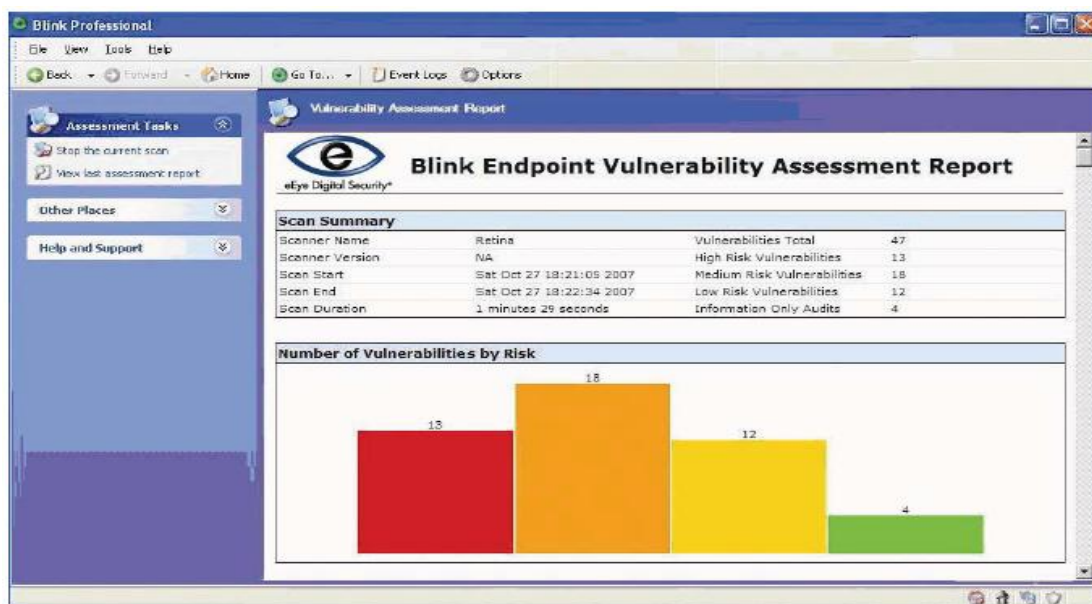 Blink Professional
File View Tools Help
Back Forward Home Go To... Event Logs Options
Assessment Tasks
Stop the current scan
View last assessment report
Other Places
Help and Support
Vulnerability Assessment Report
e
eEye Digital Security®
Blink Endpoint Vulnerability Assessment Report
Scan Summary
Scanner Name Retina Vulnerabilities Total 47
Scanner Version NA High Risk Vulnerabilities 13
Scan Start Sat Oct 27 18:21:05 2007 Medium Risk Vulnerabilities 18
Scan End Sat Oct 27 18:22:34 2007 Low Risk Vulnerabilities 12
Scan Duration 1 minutes 29 seconds Information Only Audits 4
Number of Vulnerabilities by Risk
13
18
12
4